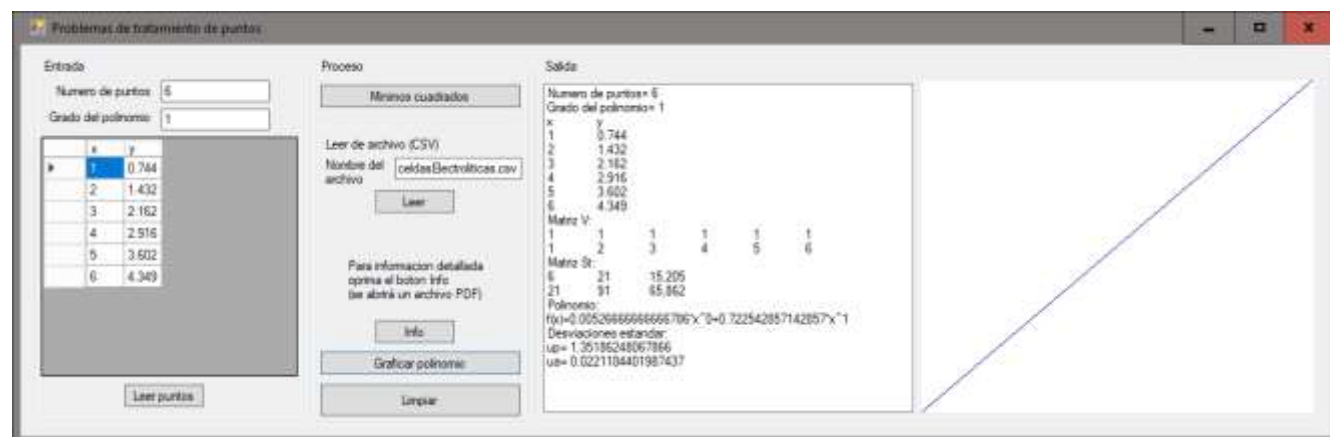 Problemas de tratamiento de puntos
Entrada
Numero de puntos 6
Grado del polinomio 1
x y
1 0.744
2 1.432
3 2.162
4 2.916
5 3.602
6 4.349
Leer puntos
Proceso
Minimos cuadrados
Leer de archivo (CSV)
Nombre del
archivo
celdasElectroliticas.csv
Leer
Para informacion detallada
oprima el boton Info
(se abrirá un archivo PDF)
Info
Graficar polinomio
Limpiar
Salida
Numero de puntos= 6
Grado del polinomio= 1
x y
1 0.744
2 1.432
3 2.162
4 2.916
5 3.602
6 4.349
Matriz V:
1 1 1 1 1 1
1 2 3 4 5 6
Matriz St:
6 21 15,205
21 91 65,862
Polinomio:
f(x)=0.00526666666666786*x^0+0.722542857142857*x^1
Desviaciones estandar:
up= 1,35186248067866
ua= 0.0221184401987437